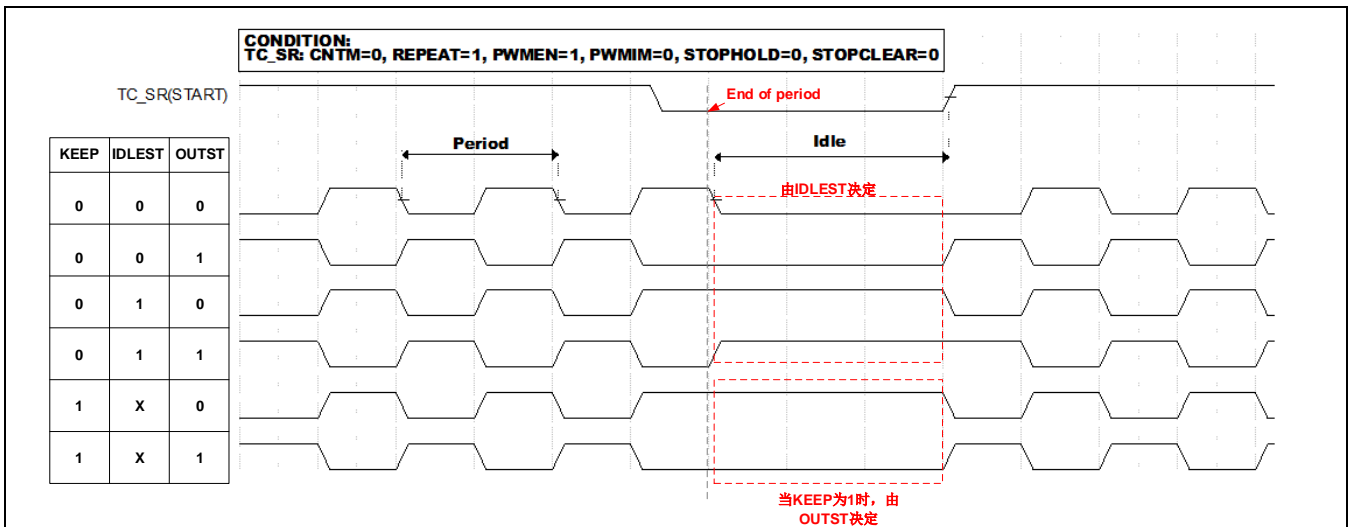 CONDITION:
TC_SR: CNTM=0, REPEAT=1, PWMEN=1, PWMIM=0, STOPHOLD=0, STOPCLEAR=0
TC_SR(START)
End of period
Period
Idle
KEEP IDLEST OUTST
由IDLEST决定
0 0 0
0 0 1
0 1 0
0 1 1
1 X 0
1 X 1
当KEEP为1时，由
OUTST决定